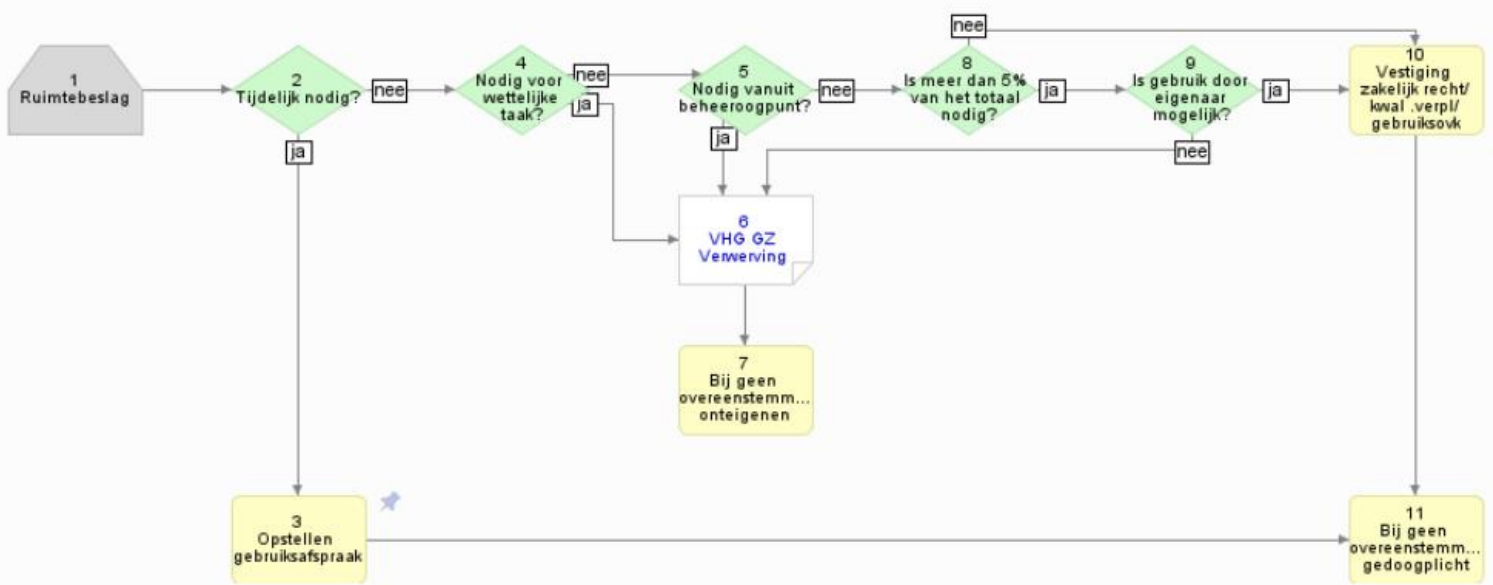 1
Ruimtebeslag
2
Tijdelijk nodig?
nee
ja
3
Opstellen
gebruiksafspraak
4
Nodig voor
wettelijke
taak?
nee
ja
5
Nodig vanuit
beheeroogpunt?
nee
ja
6
VHG GZ
Verwerving
7
Bij geen
overeenstemm...
onteigenen
8
Is meer dan 5%
van het totaal
nodig?
nee
ja
9
Is gebruik door
eigenaar
mogelijk?
ja
nee
10
Vestiging
zakelijk recht/
kwal .verpl/
gebruiksovk
11
Bij geen
overeenstemm...
gedoogplicht